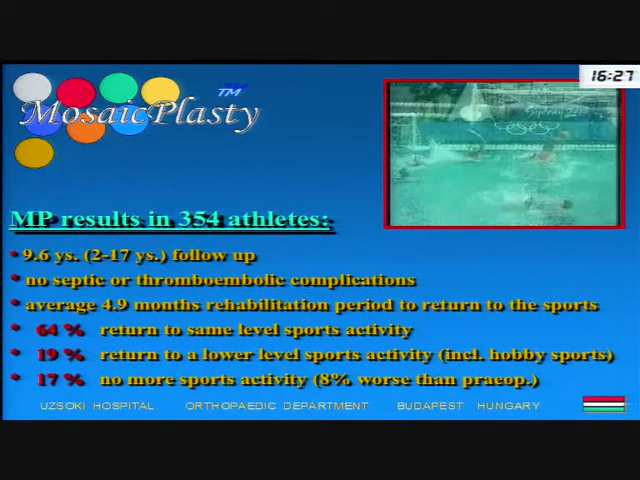 16:27
MosaicPlasty TM
MP results in 354 athletes:
* 9.6 ys. (2-17 ys.) follow up
* no septic or thromboembolic complications
* average 4.9 months rehabilitation period to return to the sports
* 64 % return to same level sports activity
* 19 % return to a lower level sports activity (incl. hobby sports)
* 17 % no more sports activity (8% worse than praeop.)
UZSOKI HOSPITAL ORTHOPAEDIC DEPARTMENT BUDAPEST HUNGARY